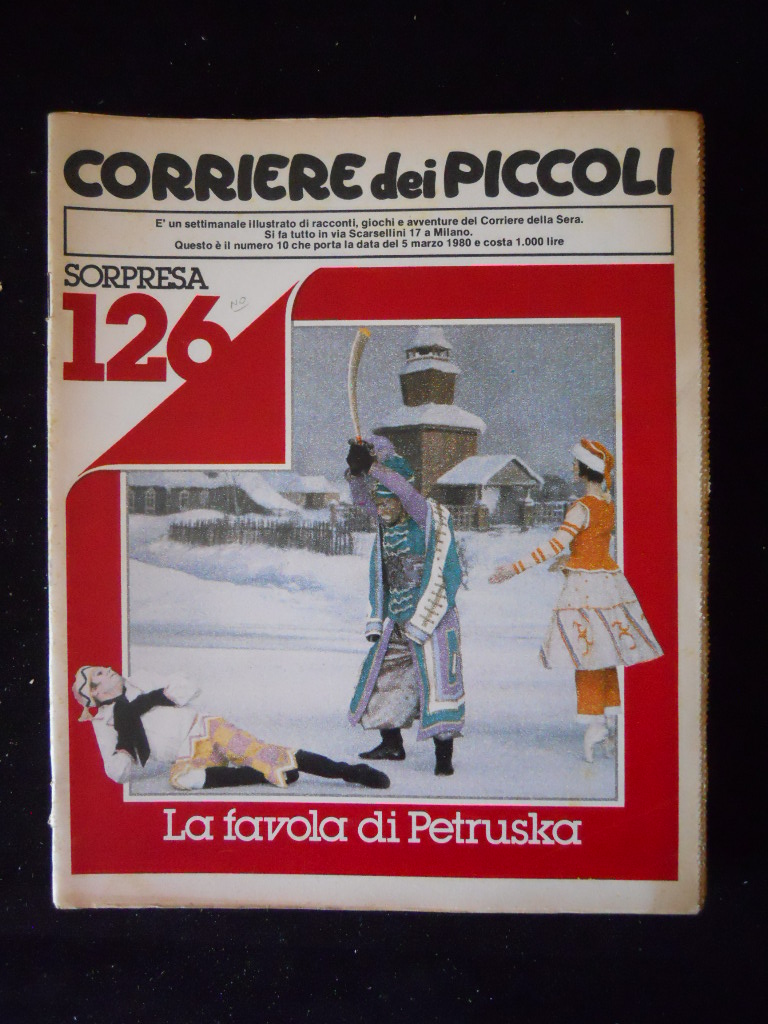 CORRIERE dei PICCOLI
E' un settimanale illustrato di racconti, giochi e avventure del Corriere della Sera.
Si fa tutto in via Scarsellini 17 a Milano.
Questo è il numero 10 che porta la data del 5 marzo 1980 e costa 1.000 lire
SORPRESA
126
NO
La favola di Petruska